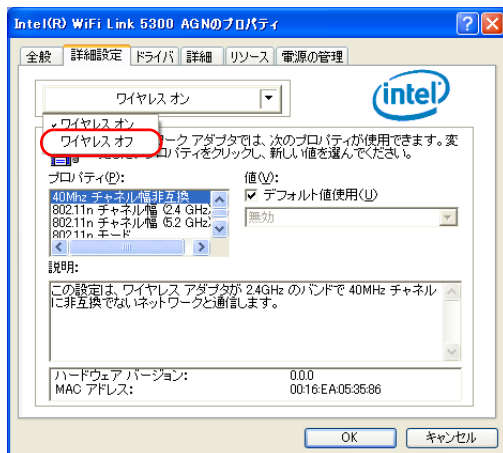 Intel(R) WiFi Link 5300 AGNのプロパティ
全般 詳細設定 ドライバ 詳細 リソース 電源の管理
ワイヤレス オン
intel
ワイヤレス オン
ワイヤレス オフ
ーク アダプタでは、次のプロパティが使用できます。変
プロパティをクリックし、新しい値を選んでください。
プロパティ(P):
値(V):
40Mhz チャネル幅非互換
802.11n チャネル幅 (2.4 GHz)
802.11n チャネル幅 (5.2 GHz)
802.11n モード
デフォルト値使用(U)
無効
説明:
この設定は、ワイヤレス アダプタが 2.4GHz のバンドで 40MHz チャネル
に非互換でないネットワークと通信します。
ハードウェア バージョン: 0.0.0
MAC アドレス: 00:16:EA:05:35:86
OK キャンセル